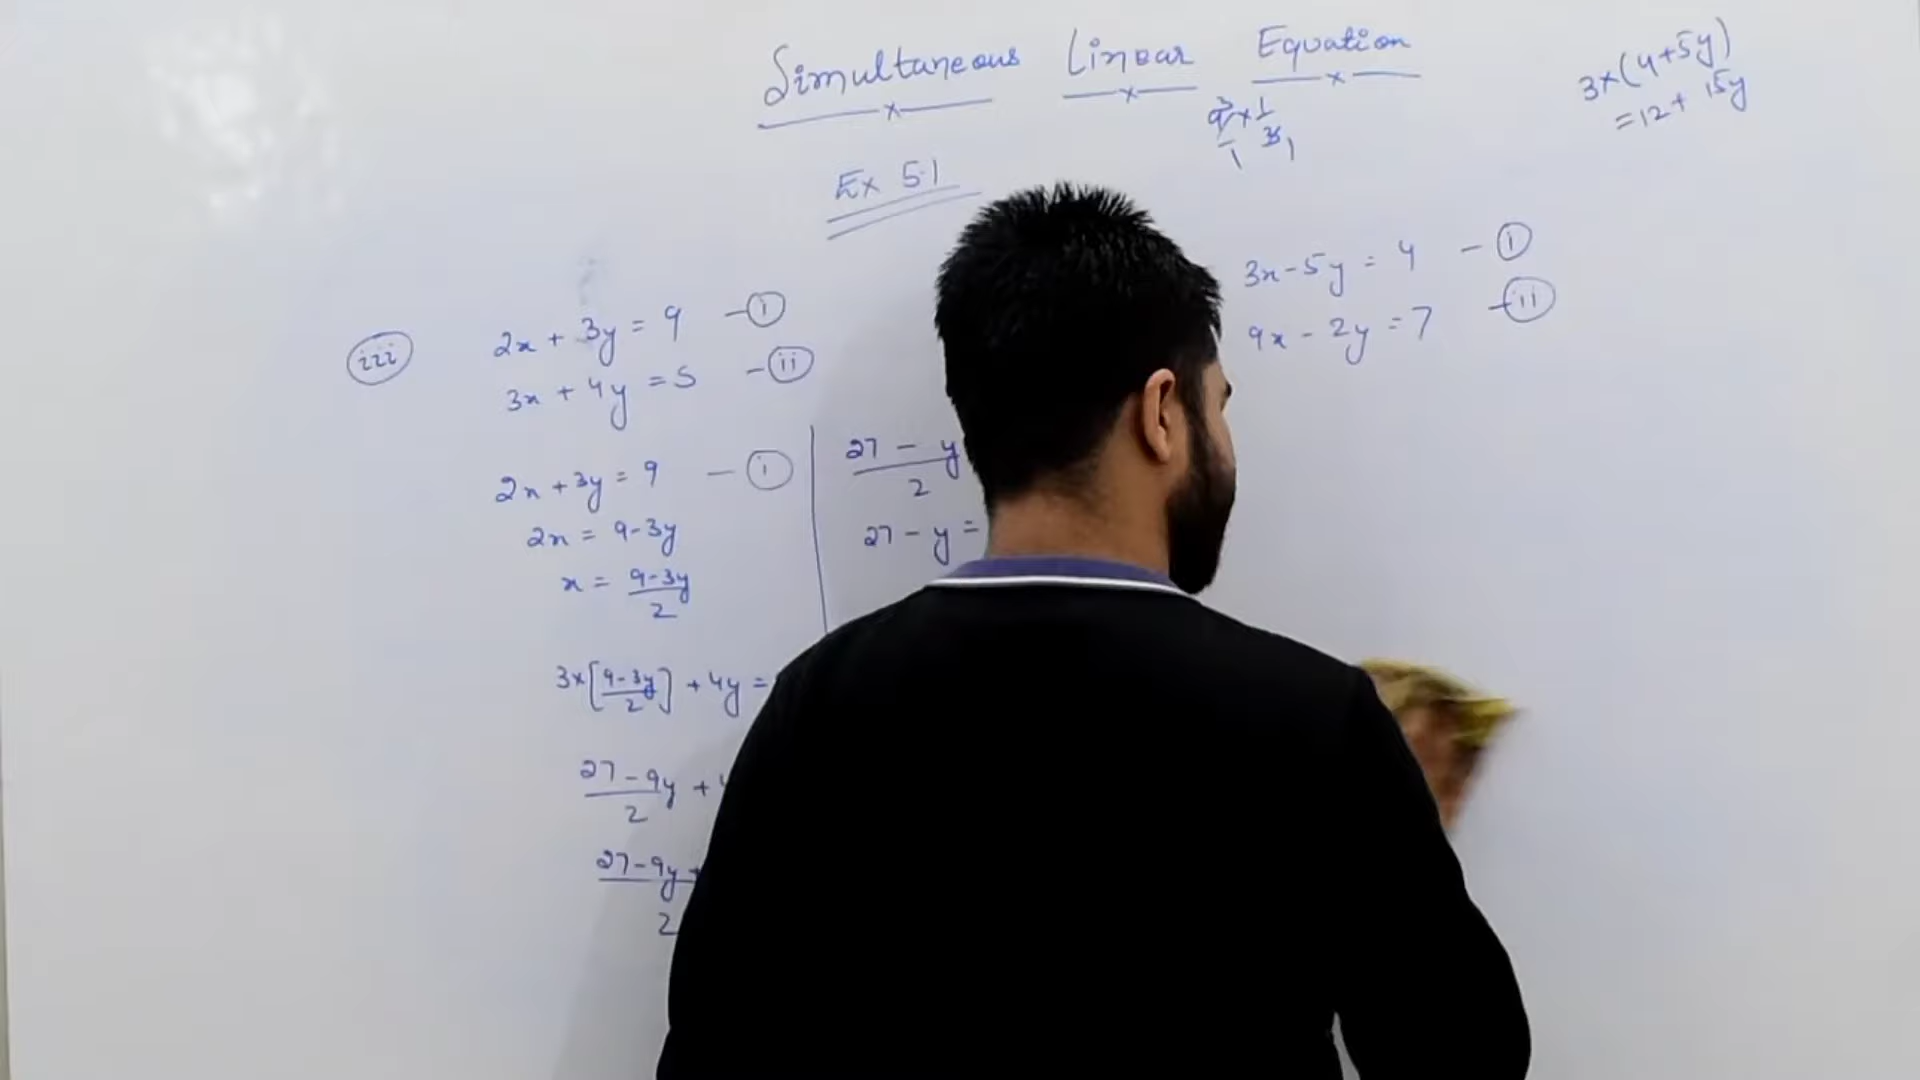 Simultaneous Linear Equation
Ex 5.1
3×(4+5y)
=12+15y
iii
2x + 3y = 9 – i
3x + 4y = 5 – ii
2x + 3y = 9 – i
2x = 9-3y
x = 9-3y/2
3×[9-3y/2] + 4y =
27-9y/2 +
27-9y+/2
27 - y/2
27 - y =
3x-5y = 4 – i
9x - 2y = 7 – ii